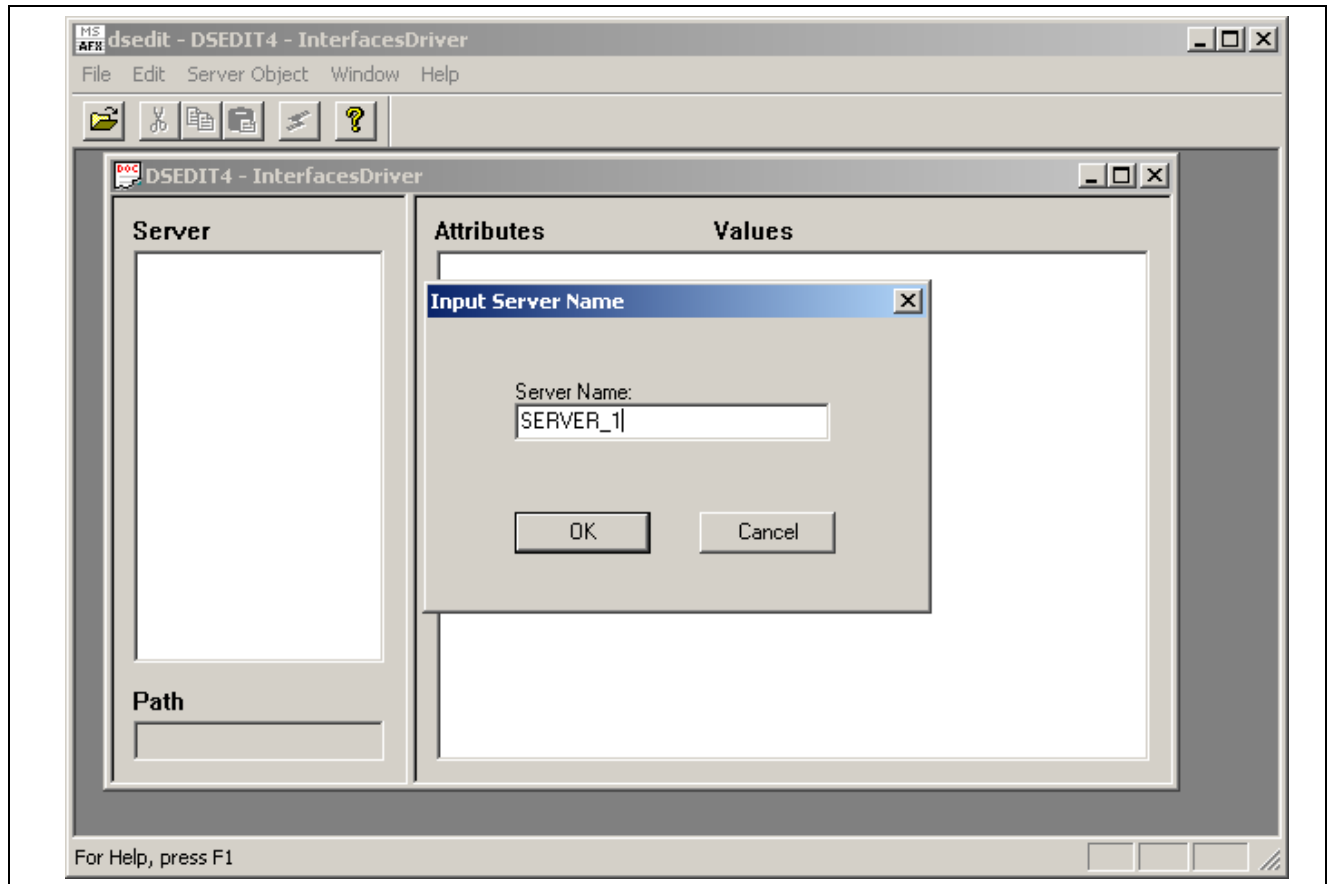 MS
AFX
dsedit - DSEDIT4 - InterfacesDriver
File Edit Server Object Window Help
DOC
DSEDIT4 - InterfacesDriver
Server
Attributes Values
Input Server Name
Server Name:
SERVER_1
OK Cancel
Path
For Help, press F1